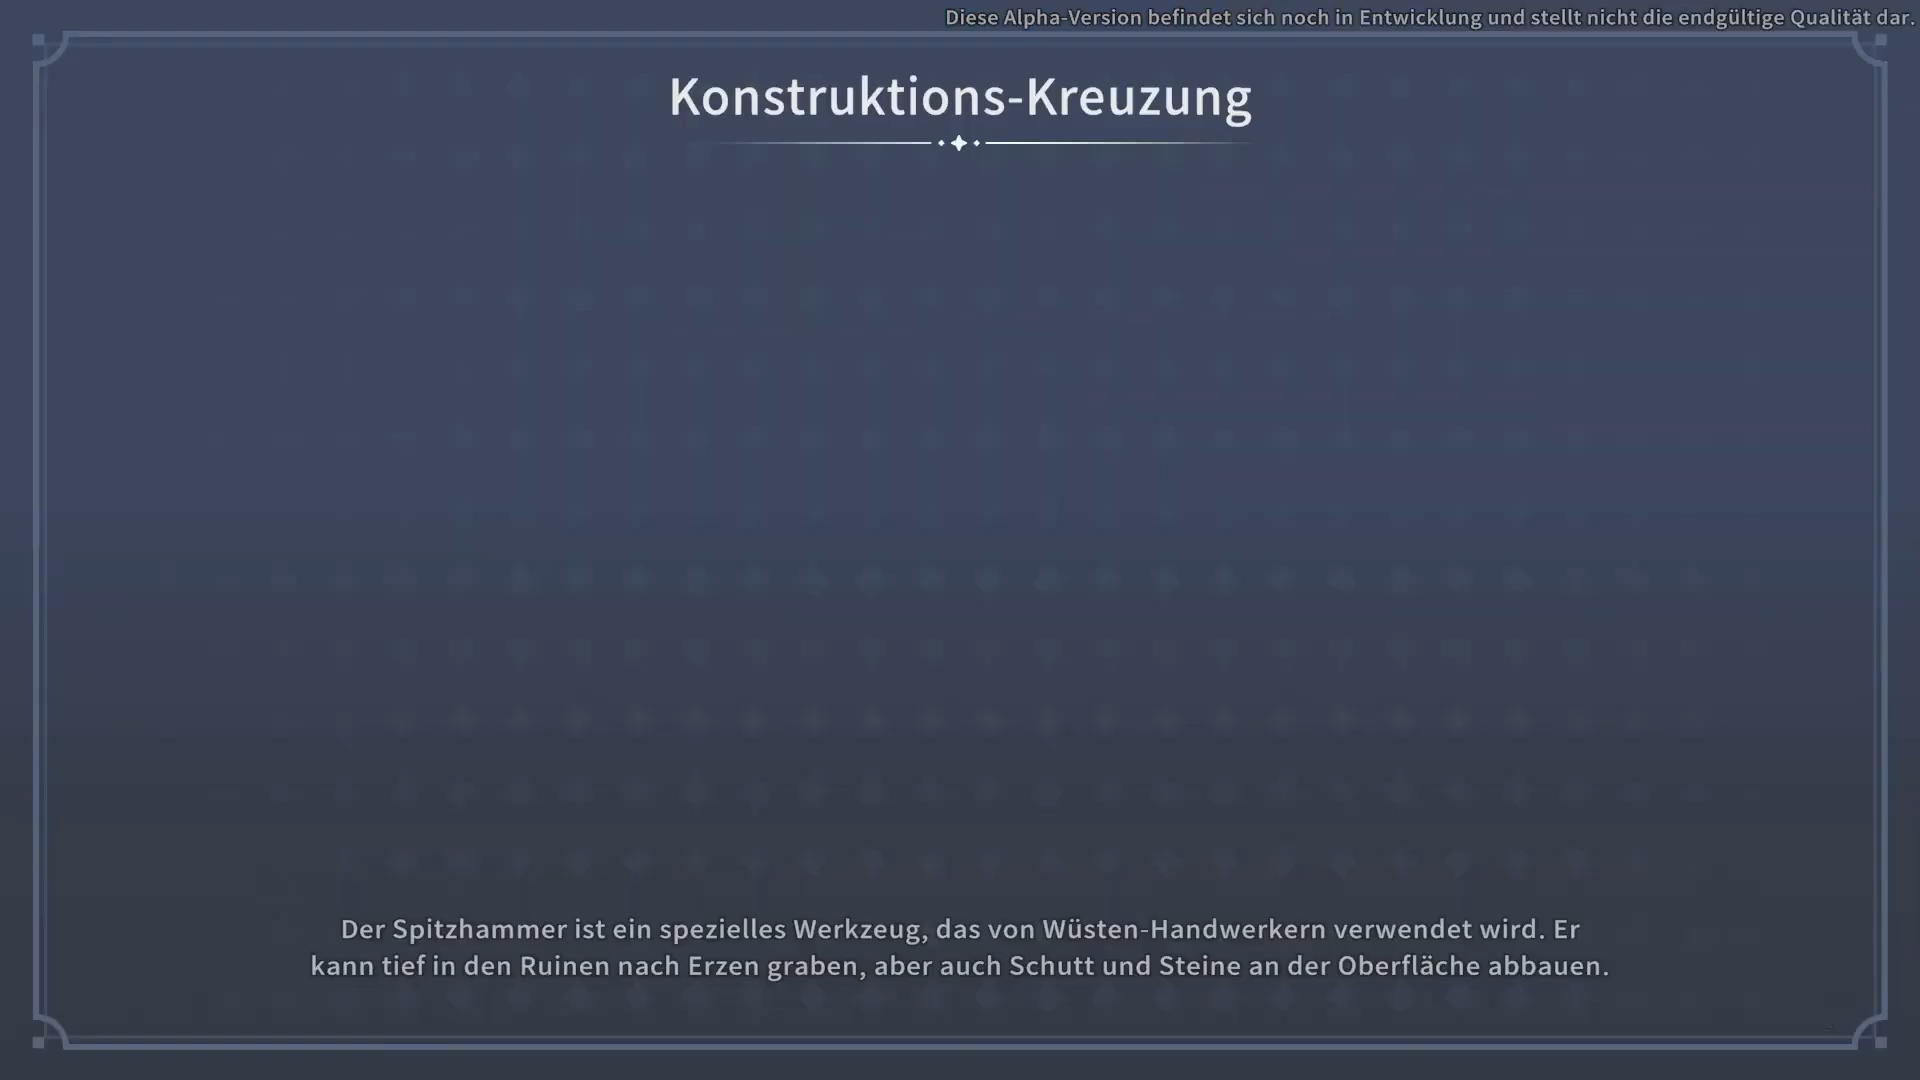 Diese Alpha-Version befindet sich noch in Entwicklung und stellt nicht die endgültige Qualität dar.
Konstruktions-Kreuzung
Der Spitzhammer ist ein spezielles Werkzeug, das von Wüsten-Handwerkern verwendet wird. Er
kann tief in den Ruinen nach Erzen graben, aber auch Schutt und Steine an der Oberfläche abbauen.